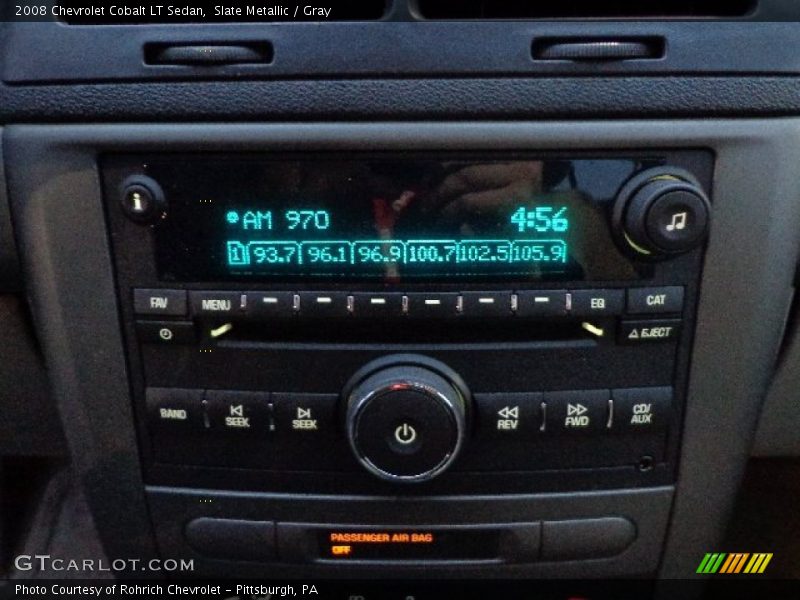 2008 Chevrolet Cobalt LT Sedan, Slate Metallic / Gray
i
AM 970 4:56
1 93.7 96.1 96.9 100.7 102.5 105.9
FAV MENU EQ CAT
EJECT
BAND SEEK SEEK REV FWD CD/AUX
PASSENGER AIR BAG
OFF
GTCARLOT.COM
Photo Courtesy of Rohrich Chevrolet - Pittsburgh, PA